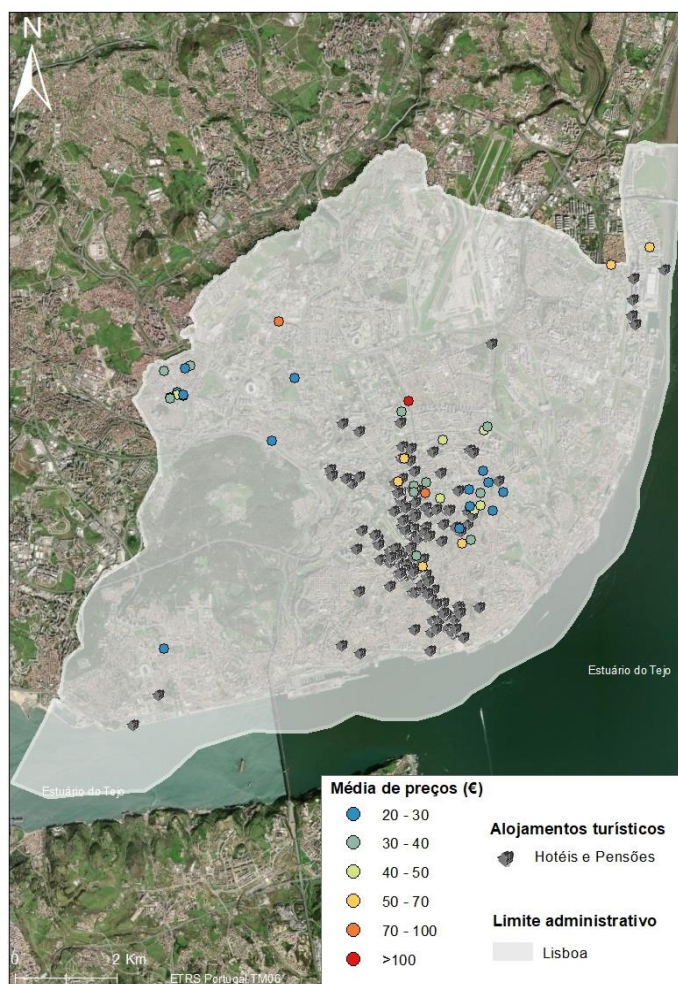 N
Estuário do Tejo
Estuário do Tejo
Média de preços (€)
20 - 30
30 - 40
40 - 50
50 - 70
70 - 100
>100
Alojamentos turísticos
Hotéis e Pensões
Limite administrativo
Lisboa
0 2 Km
ETRS Portugal TM06